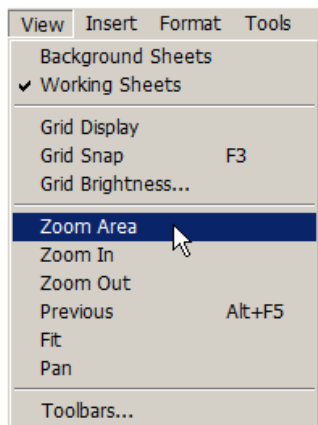 View Insert Format Tools
Background Sheets
Working Sheets
Grid Display
Grid Snap F3
Grid Brightness...
Zoom Area
Zoom In
Zoom Out
Previous Alt+F5
Fit
Pan
Toolbars...